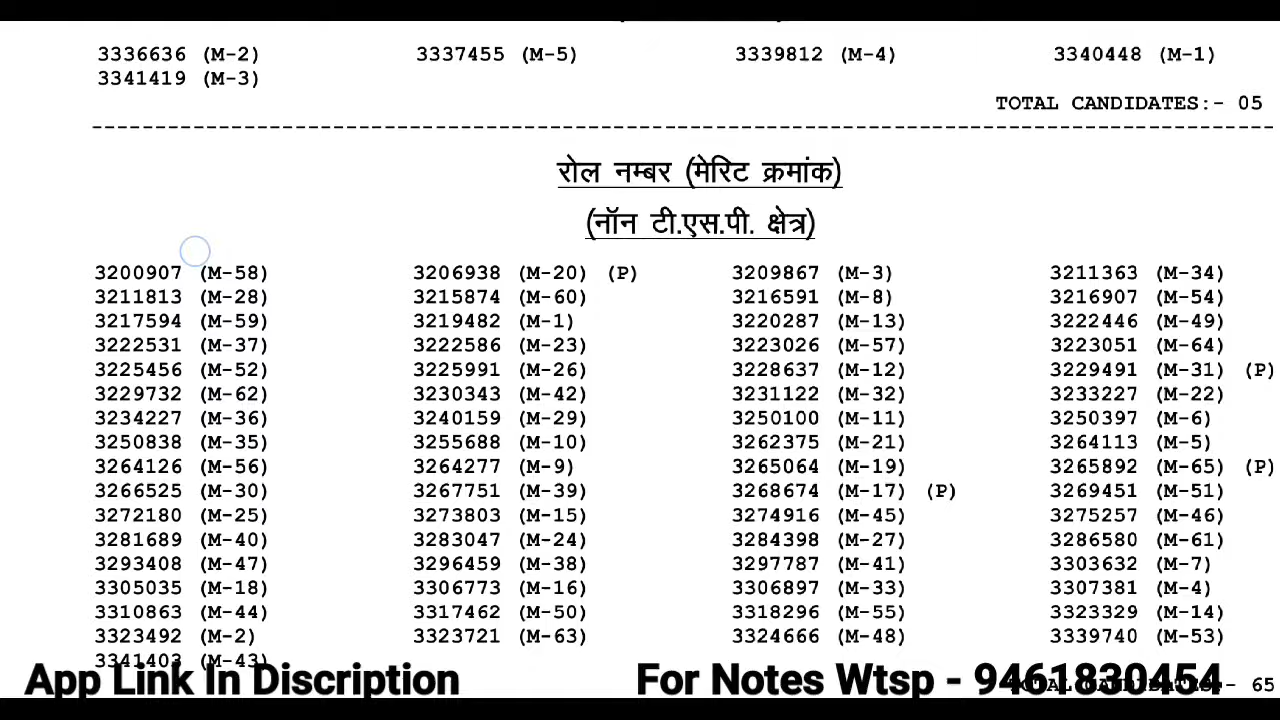 3336636 (M-2) 3337455 (M-5) 3339812 (M-4) 3340448 (M-1)
3341419 (M-3)
TOTAL CANDIDATES:- 05
रोल नम्बर (मेरिट क्रमांक)
(नॉन टी.एस.पी. क्षेत्र)
3200907 (M-58) 3206938 (M-20) (P) 3209867 (M-3) 3211363 (M-34)
3211813 (M-28) 3215874 (M-60) 3216591 (M-8) 3216907 (M-54)
3217594 (M-59) 3219482 (M-1) 3220287 (M-13) 3222446 (M-49)
3222531 (M-37) 3222586 (M-23) 3223026 (M-57) 3223051 (M-64)
3225456 (M-52) 3225991 (M-26) 3228637 (M-12) 3229491 (M-31) (P)
3229732 (M-62) 3230343 (M-42) 3231122 (M-32) 3233227 (M-22)
3234227 (M-36) 3240159 (M-29) 3250100 (M-11) 3250397 (M-6)
3250838 (M-35) 3255688 (M-10) 3262375 (M-21) 3264113 (M-5)
3264126 (M-56) 3264277 (M-9) 3265064 (M-19) 3265892 (M-65) (P)
3266525 (M-30) 3267751 (M-39) 3268674 (M-17) (P) 3269451 (M-51)
3272180 (M-25) 3273803 (M-15) 3274916 (M-45) 3275257 (M-46)
3281689 (M-40) 3283047 (M-24) 3284398 (M-27) 3286580 (M-61)
3293408 (M-47) 3296459 (M-38) 3297787 (M-41) 3303632 (M-7)
3305035 (M-18) 3306773 (M-16) 3306897 (M-33) 3307381 (M-4)
3310863 (M-44) 3317462 (M-50) 3318296 (M-55) 3323329 (M-14)
3323492 (M-2) 3323721 (M-63) 3324666 (M-48) 3339740 (M-53)
3341403 (M-43)
App Link In Discription For Notes Wtsp - 9461830454
TOTAL CANDIDATES:- 65